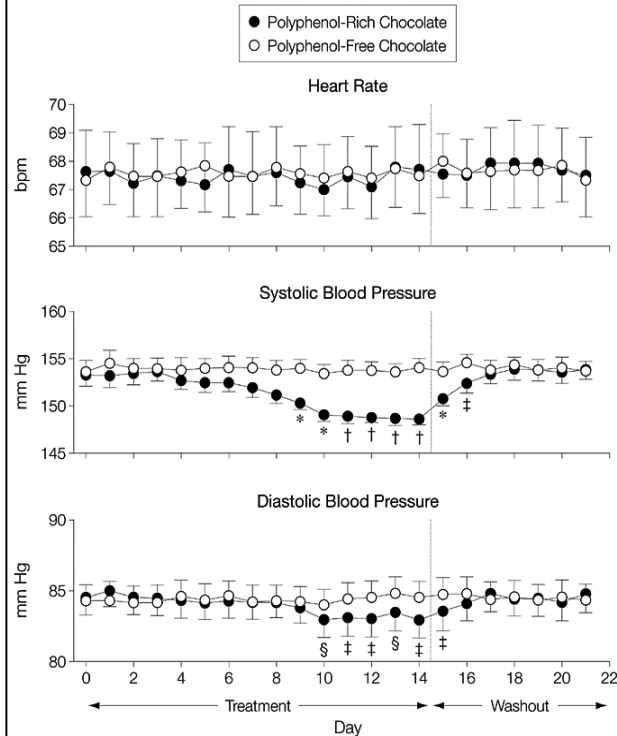 Polyphenol-Rich Chocolate
Polyphenol-Free Chocolate
Heart Rate
70
69
68
67
66
65
bpm
Systolic Blood Pressure
160
155
150
145
mm Hg
* * † † † † * ‡
Diastolic Blood Pressure
90
85
80
mm Hg
§ ‡ ‡ § ‡ ‡
0 2 4 6 8 10 12 14 16 18 20 22
Treatment Washout
Day